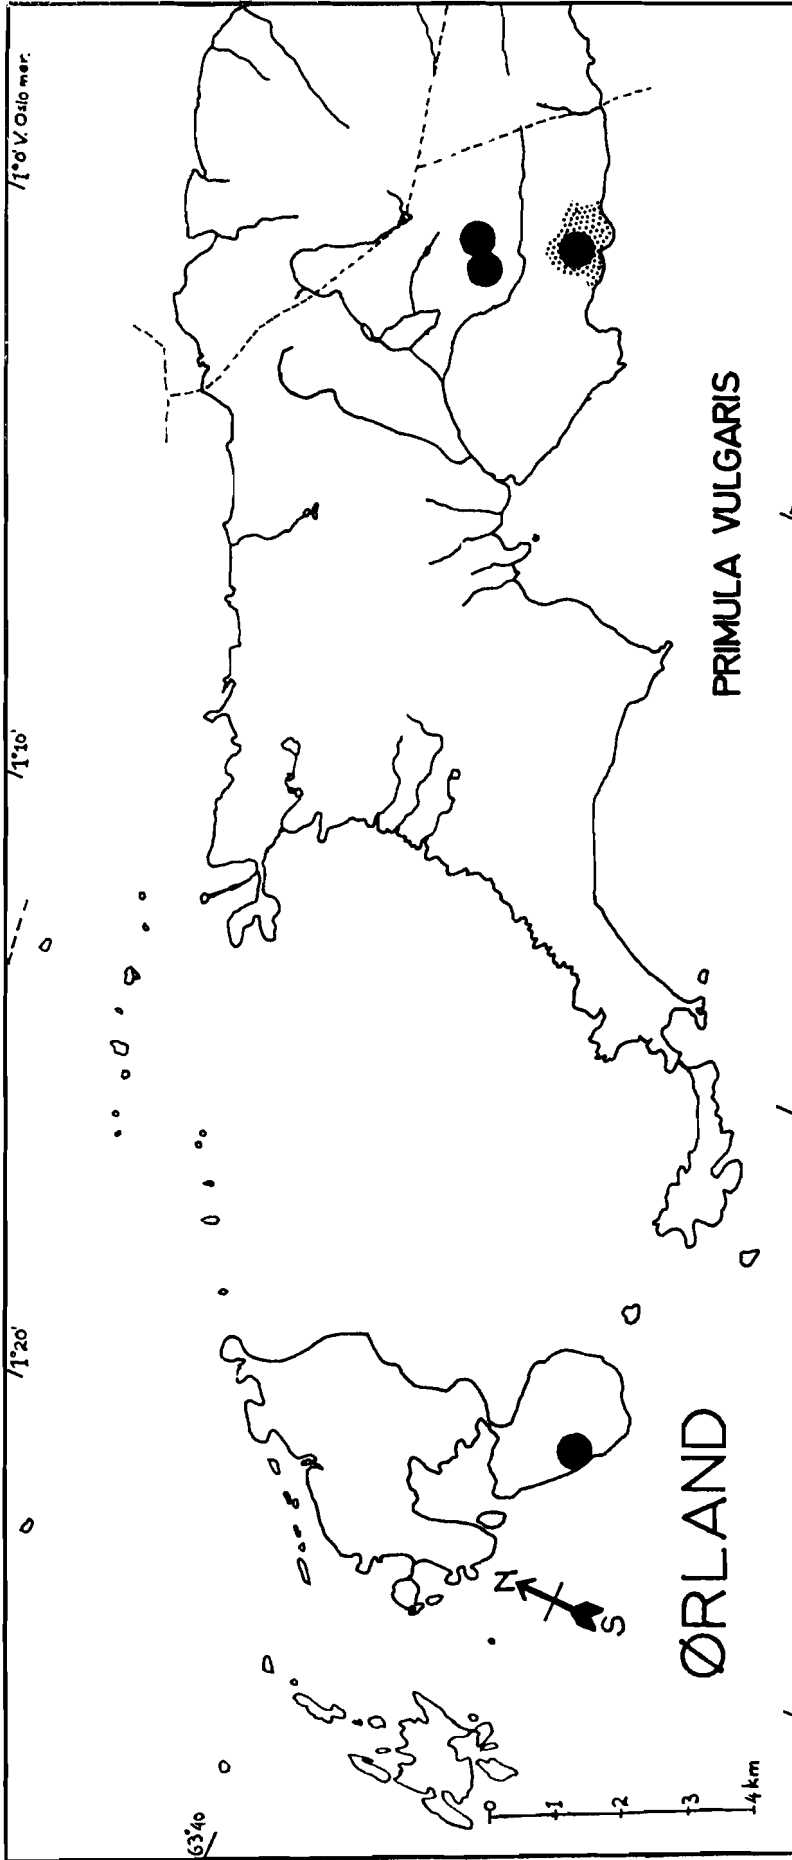 63°40
1°20'
1°10'
1°0' V. Oslo mer.
N
S
0
1
2
3
4 km
ØRLAND
PRIMULA VULGARIS